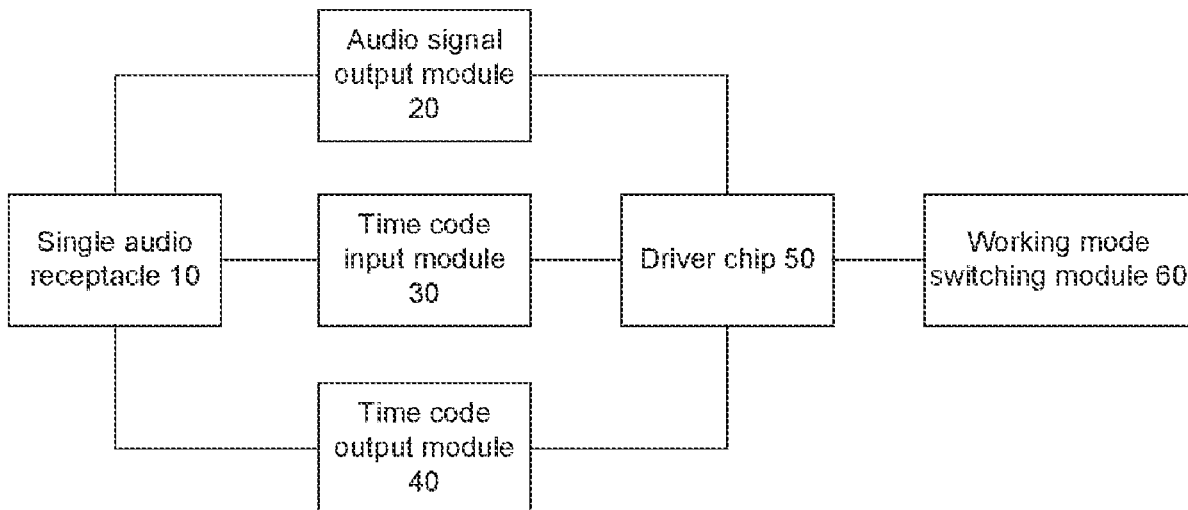 Audio signal
output module
20
Single audio
receptacle 10
Time code
input module
30
Driver chip 50
Working mode
switching module 60
Time code
output module
40